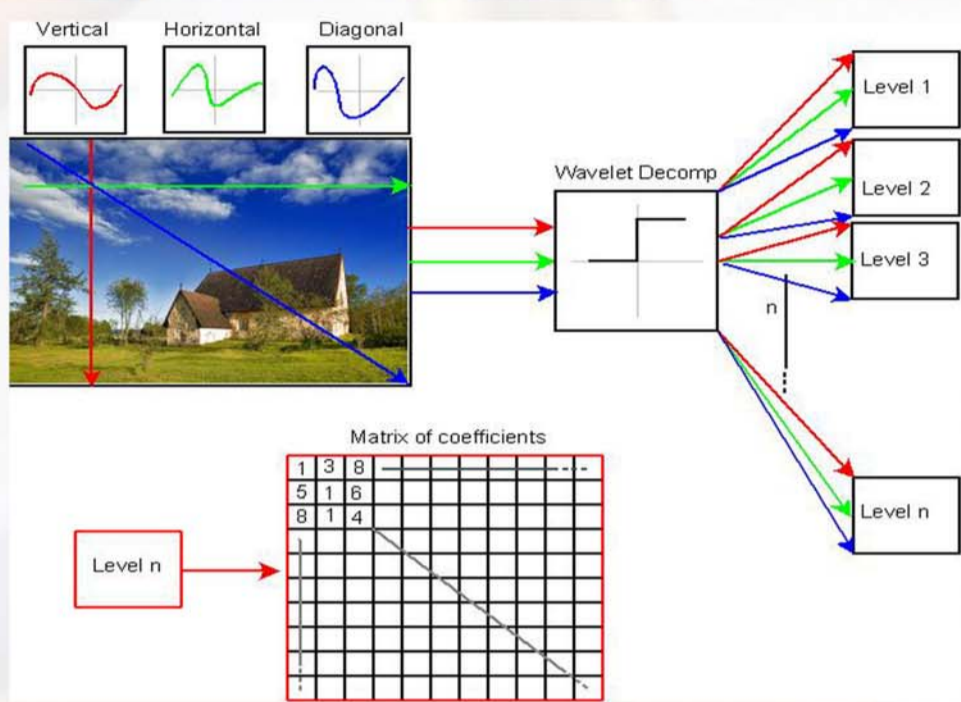 Vertical Horizontal Diagonal
Wavelet Decomp
Level 1
Level 2
Level 3
n
Level n
Matrix of coefficients
1 3 8
5 1 6
8 1 4
Level n